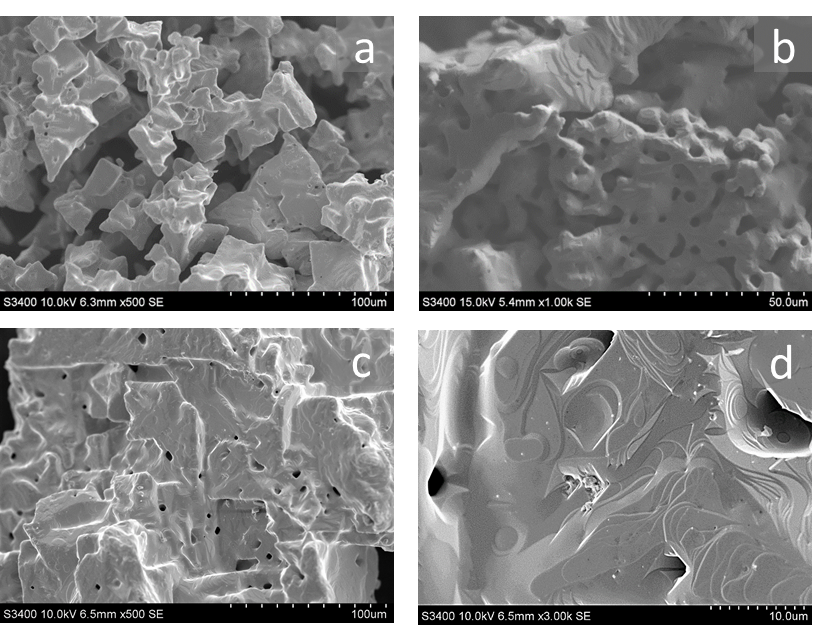 a
b
S3400 10.0kV 6.3mm x500 SE 100um
S3400 15.0kV 5.4mm x1.00k SE 50.0um
c
d
S3400 10.0kV 6.5mm x500 SE 100um
S3400 10.0kV 6.5mm x3.00k SE 10.0um